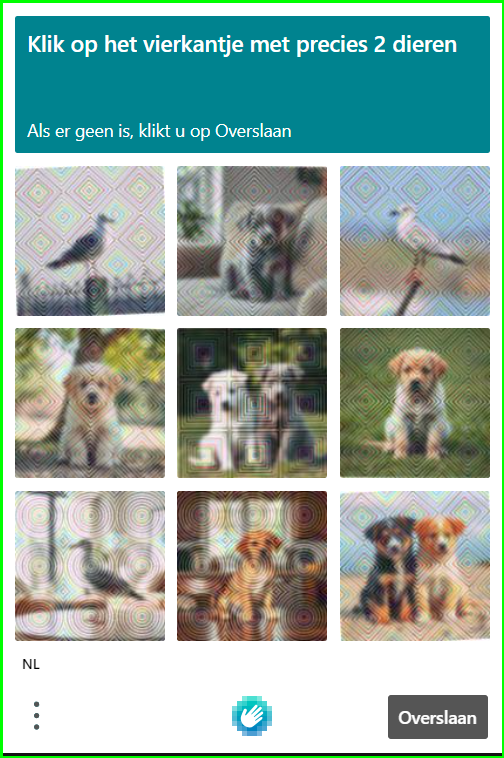 Klik op het vierkantje met precies 2 dieren
Als er geen is, klikt u op Overslaan
NL
Overslaan